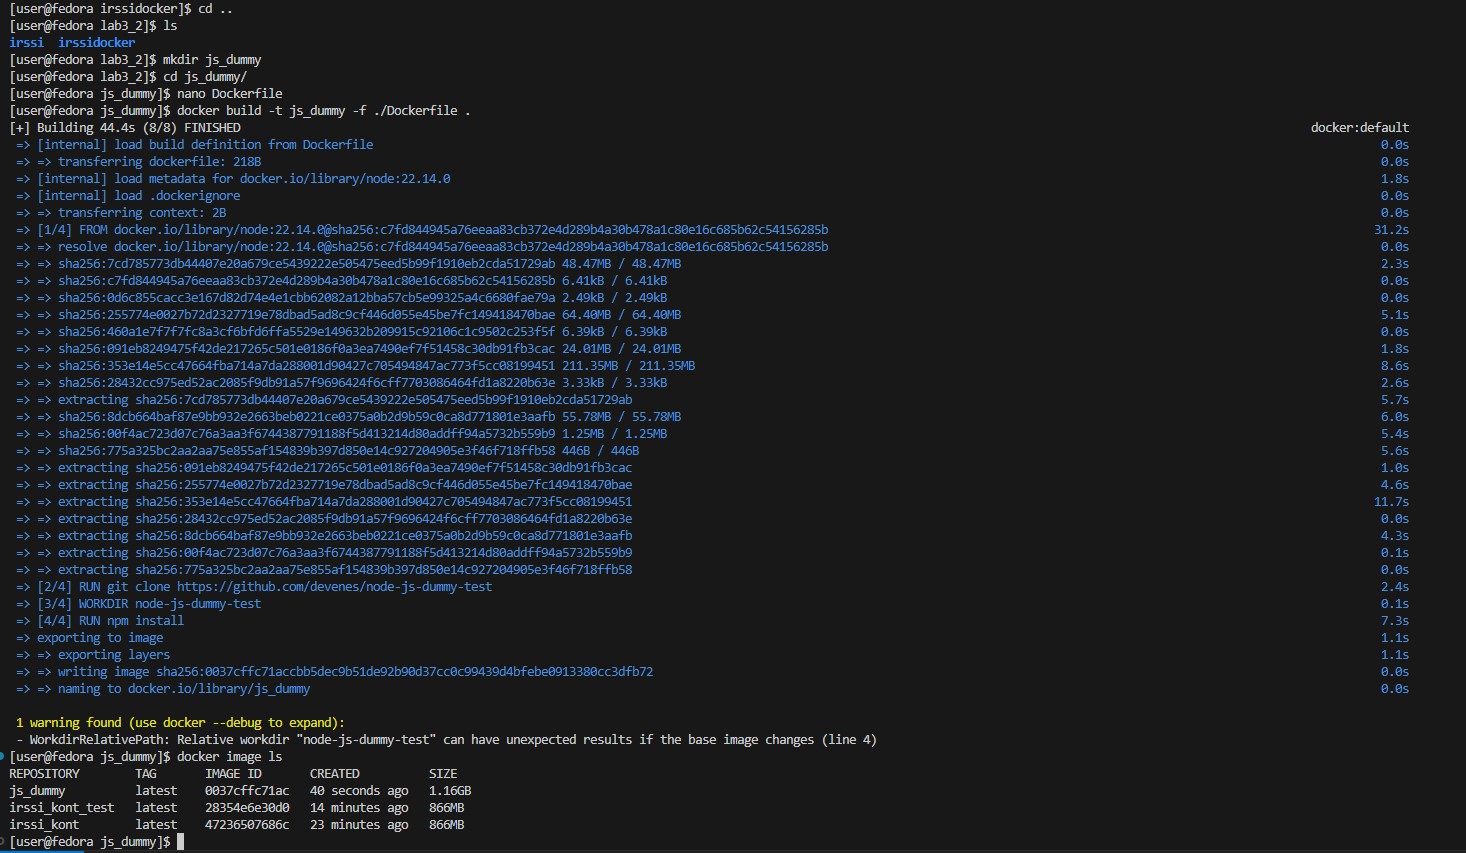 [user@fedora irssidocker]$ cd ..
[user@fedora lab3_2]$ ls
irssi  irssidocker
[user@fedora lab3_2]$ mkdir js_dummy
[user@fedora lab3_2]$ cd js_dummy/
[user@fedora js_dummy]$ nano Dockerfile
[user@fedora js_dummy]$ docker build -t js_dummy -f ./Dockerfile .
[+] Building 44.4s (8/8) FINISHED docker:default
=> [internal] load build definition from Dockerfile 0.0s
=> => transferring dockerfile: 218B 0.0s
=> [internal] load metadata for docker.io/library/node:22.14.0 1.8s
=> [internal] load .dockerignore 0.0s
=> => transferring context: 2B 0.0s
=> [1/4] FROM docker.io/library/node:22.14.0@sha256:c7fd844945a76eeaa83cb372e4d289b4a30b478a1c80e16c685b62c54156285b 31.2s
=> => resolve docker.io/library/node:22.14.0@sha256:c7fd844945a76eeaa83cb372e4d289b4a30b478a1c80e16c685b62c54156285b 0.0s
=> => sha256:7cd785773db44407e20a679ce5439222e505475eed5b99f1910eb2cda51729ab 48.47MB / 48.47MB 2.3s
=> => sha256:c7fd844945a76eeaa83cb372e4d289b4a30b478a1c80e16c685b62c54156285b 6.41kB / 6.41kB 0.0s
=> => sha256:0d6c855cacc3e167d82d74e4e1cbb62082a12bba57cb5e99325a4c6680fae79a 2.49kB / 2.49kB 0.0s
=> => sha256:255774e0027b72d2327719e78dbad5ad8c9cf446d055e45be7fc149418470bae 64.40MB / 64.40MB 5.1s
=> => sha256:460a1e7f7f7fc8a3cf6bfd6ffa5529e149632b209915c92106c1c9502c253f5f 6.39kB / 6.39kB 0.0s
=> => sha256:091eb8249475f42de217265c501e0186f0a3ea7490ef7f51458c30db91fb3cac 24.01MB / 24.01MB 1.8s
=> => sha256:353e14e5cc47664fba714a7da288001d90427c705494847ac773f5cc08199451 211.35MB / 211.35MB 8.6s
=> => sha256:28432cc975ed52ac2085f9db91a57f9696424f6cff7703086464fd1a8220b63e 3.33kB / 3.33kB 2.6s
=> => extracting sha256:7cd785773db44407e20a679ce5439222e505475eed5b99f1910eb2cda51729ab 5.7s
=> => sha256:8dcb664baf87e9bb932e2663beb0221ce0375a0b2d9b59c0ca8d771801e3aafb 55.78MB / 55.78MB 6.0s
=> => sha256:00f4ac723d07c76a3aa3f6744387791188f5d413214d80addff94a5732b559b9 1.25MB / 1.25MB 5.4s
=> => sha256:775a325bc2aa2aa75e855af154839b397d850e14c927204905e3f46f718ffb58 446B / 446B 5.6s
=> => extracting sha256:091eb8249475f42de217265c501e0186f0a3ea7490ef7f51458c30db91fb3cac 1.0s
=> => extracting sha256:255774e0027b72d2327719e78dbad5ad8c9cf446d055e45be7fc149418470bae 4.6s
=> => extracting sha256:353e14e5cc47664fba714a7da288001d90427c705494847ac773f5cc08199451 11.7s
=> => extracting sha256:28432cc975ed52ac2085f9db91a57f9696424f6cff7703086464fd1a8220b63e 0.0s
=> => extracting sha256:8dcb664baf87e9bb932e2663beb0221ce0375a0b2d9b59c0ca8d771801e3aafb 4.3s
=> => extracting sha256:00f4ac723d07c76a3aa3f6744387791188f5d413214d80addff94a5732b559b9 0.1s
=> => extracting sha256:775a325bc2aa2aa75e855af154839b397d850e14c927204905e3f46f718ffb58 0.0s
=> [2/4] RUN git clone https://github.com/devenes/node-js-dummy-test 2.4s
=> [3/4] WORKDIR node-js-dummy-test 0.1s
=> [4/4] RUN npm install 7.3s
=> exporting to image 1.1s
=> => exporting layers 1.1s
=> => writing image sha256:0037cffc71accbb5dec9b51de92b90d37cc0c99439d4bfebe0913380cc3dfb72 0.0s
=> => naming to docker.io/library/js_dummy 0.0s
1 warning found (use docker --debug to expand):
- WorkdirRelativePath: Relative workdir "node-js-dummy-test" can have unexpected results if the base image changes (line 4)
[user@fedora js_dummy]$ docker image ls
REPOSITORY TAG IMAGE ID CREATED SIZE
js_dummy latest 0037cffc71ac 40 seconds ago 1.16GB
irssi_kont_test latest 28354e6e30d0 14 minutes ago 866MB
irssi_kont latest 47236507686c 23 minutes ago 866MB
[user@fedora js_dummy]$